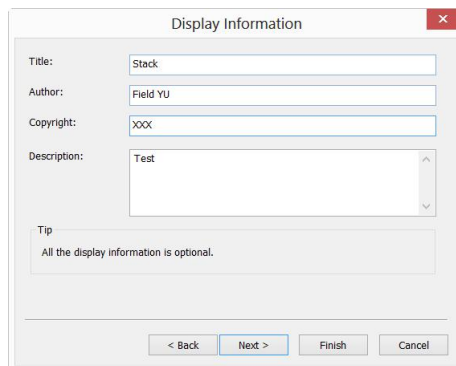 Display Information
Title: Stack
Author: Field YU
Copyright: XXX
Description: Test
Tip
All the display information is optional.
< Back Next > Finish Cancel